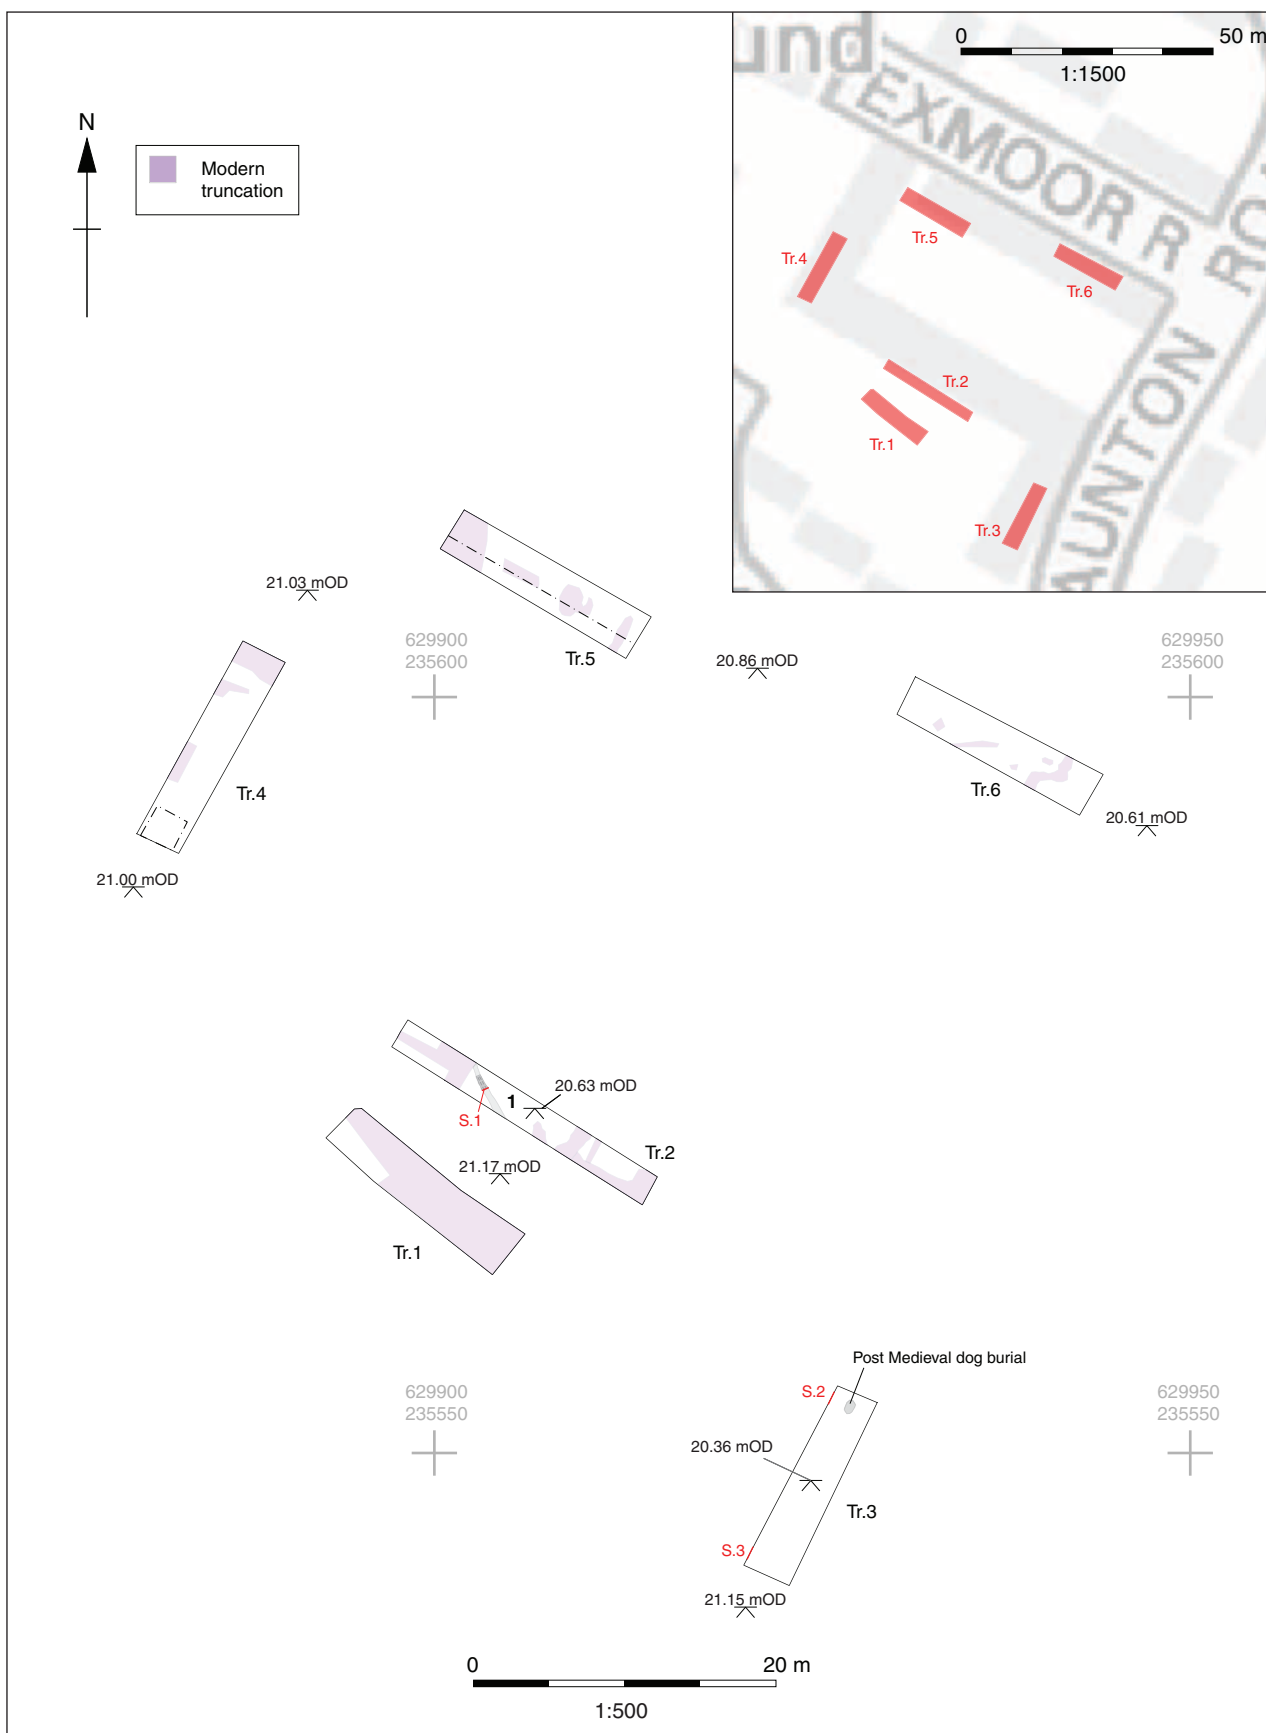 N
Modern
truncation
und
0 50 m
1:1500
EXMOOR R
RO
AUNTON
Tr.5
Tr.4
Tr.6
Tr.2
Tr.1
Tr.3
21.03 mOD
629900
235600
Tr.5
20.86 mOD
629950
235600
Tr.4
Tr.6
20.61 mOD
21.00 mOD
20.63 mOD
1
S.1
Tr.2
21.17 mOD
Tr.1
Post Medieval dog burial
629900
235550
S.2
629950
235550
20.36 mOD
Tr.3
S.3
21.15 mOD
0 20 m
1:500